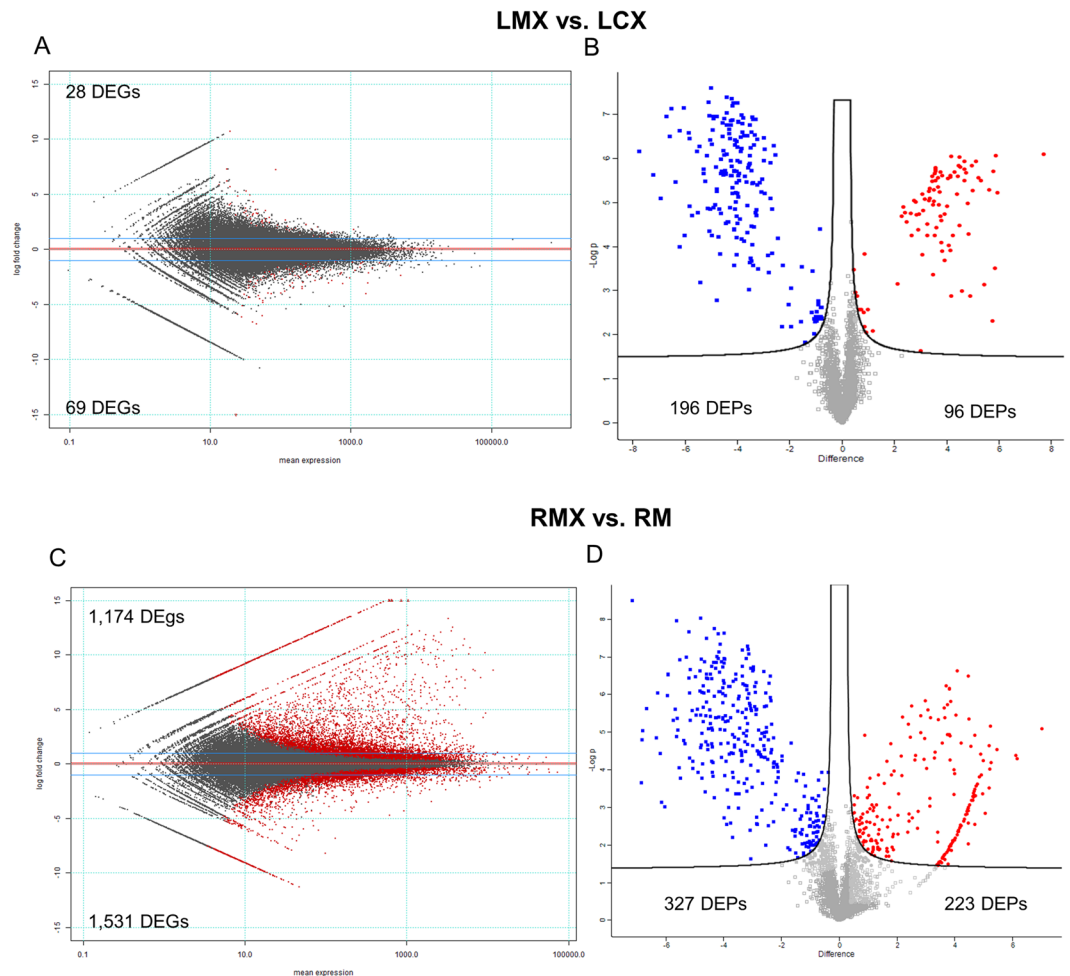 LMX vs. LCX
A
B
28 DEGs
69 DEGs
15
10
5
0
-5
-10
-15
log fold change
0.1
10.0
1000.0
100000.0
mean expression
7
6
5
4
3
2
1
0
-Log p
196 DEPs
96 DEPs
-8
-6
-4
-2
0
2
4
6
8
Difference
RMX vs. RM
C
D
1,174 DEgs
1,531 DEGs
15
10
5
0
-5
-10
-15
log fold change
0.1
10.0
1000.0
100000.0
mean expression
8
7
6
5
4
3
2
1
0
-Log p
327 DEPs
223 DEPs
-6
-4
-2
0
2
4
6
Difference